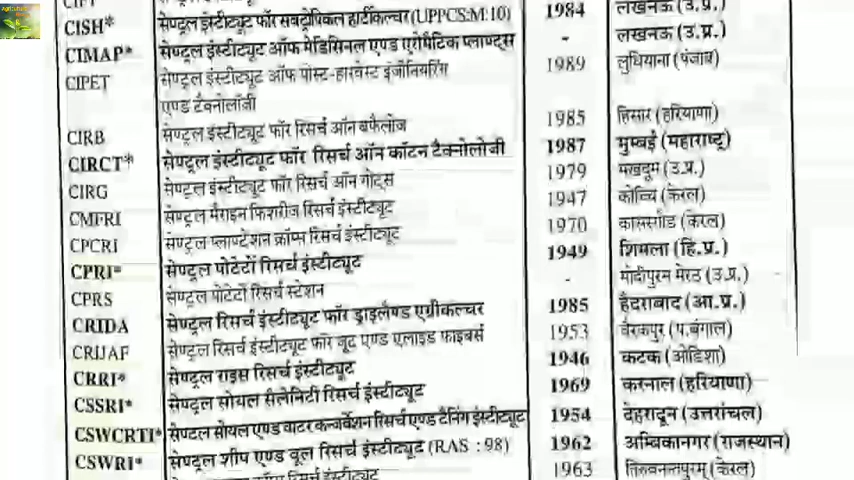 CISH* सेण्ट्रल इंस्टीट्यूट फॉर सबट्रोपिकल हार्टीकल्चर (UPPCS:M:10) 1984 लखनऊ (उ.प्र.)
CIMAP* सेण्ट्रल इंस्टीट्यूट ऑफ मेडिसिनल एण्ड एरोमैटिक प्लाण्ट्स - लखनऊ (उ.प्र.)
CIPET सेण्ट्रल इंस्टीट्यूट ऑफ पोस्ट-हारवेस्ट इंजीनियरिंग 1989 लुधियाना (पंजाब)
एण्ड टैक्नोलॉजी
CIRB सेण्ट्रल इंस्टीट्यूट फॉर रिसर्च ऑन बफैलोज 1985 हिसार (हरियाणा)
CIRCT* सेण्ट्रल इंस्टीट्यूट फॉर रिसर्च ऑन कॉटन टैक्नोलोजी 1987 मुम्बई (महाराष्ट्र)
CIRG सेण्ट्रल इंस्टीट्यूट फॉर रिसर्च ऑन गोट्स 1979 मखदूम (उ.प्र.)
CMFRI सेण्ट्रल मैराइन फिशरीज रिसर्च इंस्टीट्यूट 1947 कोच्चि (केरल)
CPCRI सेण्ट्रल प्लाण्टेशन क्रॉप्स रिसर्च इंस्टीट्यूट 1970 कासरगोड (केरल)
CPRI* सेण्ट्रल पोटेटो रिसर्च इंस्टीट्यूट 1949 शिमला (हि.प्र.)
CPRS सेण्ट्रल पोटेटो रिसर्च स्टेशन - मोदीपुरम मेरठ (उ.प्र.)
CRIDA सेण्ट्रल रिसर्च इंस्टीट्यूट फॉर ड्राइलैण्ड एग्रीकल्चर 1985 हैदराबाद (आ.प्र.)
CRIJAF सेण्ट्रल रिसर्च इंस्टीट्यूट फॉर जूट एण्ड एलाइड फाइबर्स 1953 बैरकपुर (प.बंगाल)
CRRI* सेण्ट्रल राइस रिसर्च इंस्टीट्यूट 1946 कटक (ओडिशा)
CSSRI* सेण्ट्रल सोयल सैलेनिटी रिसर्च इंस्टीट्यूट 1969 करनाल (हरियाणा)
CSWCRTI* सेण्टल सोयल एण्ड वाटर कन्जर्वेशन रिसर्च एण्ड टैनिंग इंस्टीट्यूट 1954 देहरादून (उत्तरांचल)
CSWRI* सेण्ट्रल शीप एण्ड वूल रिसर्च इंस्टीट्यूट (RAS : 98) 1962 अम्बिकानगर (राजस्थान)
1963 तिरुवनन्तपुरम् (केरल)